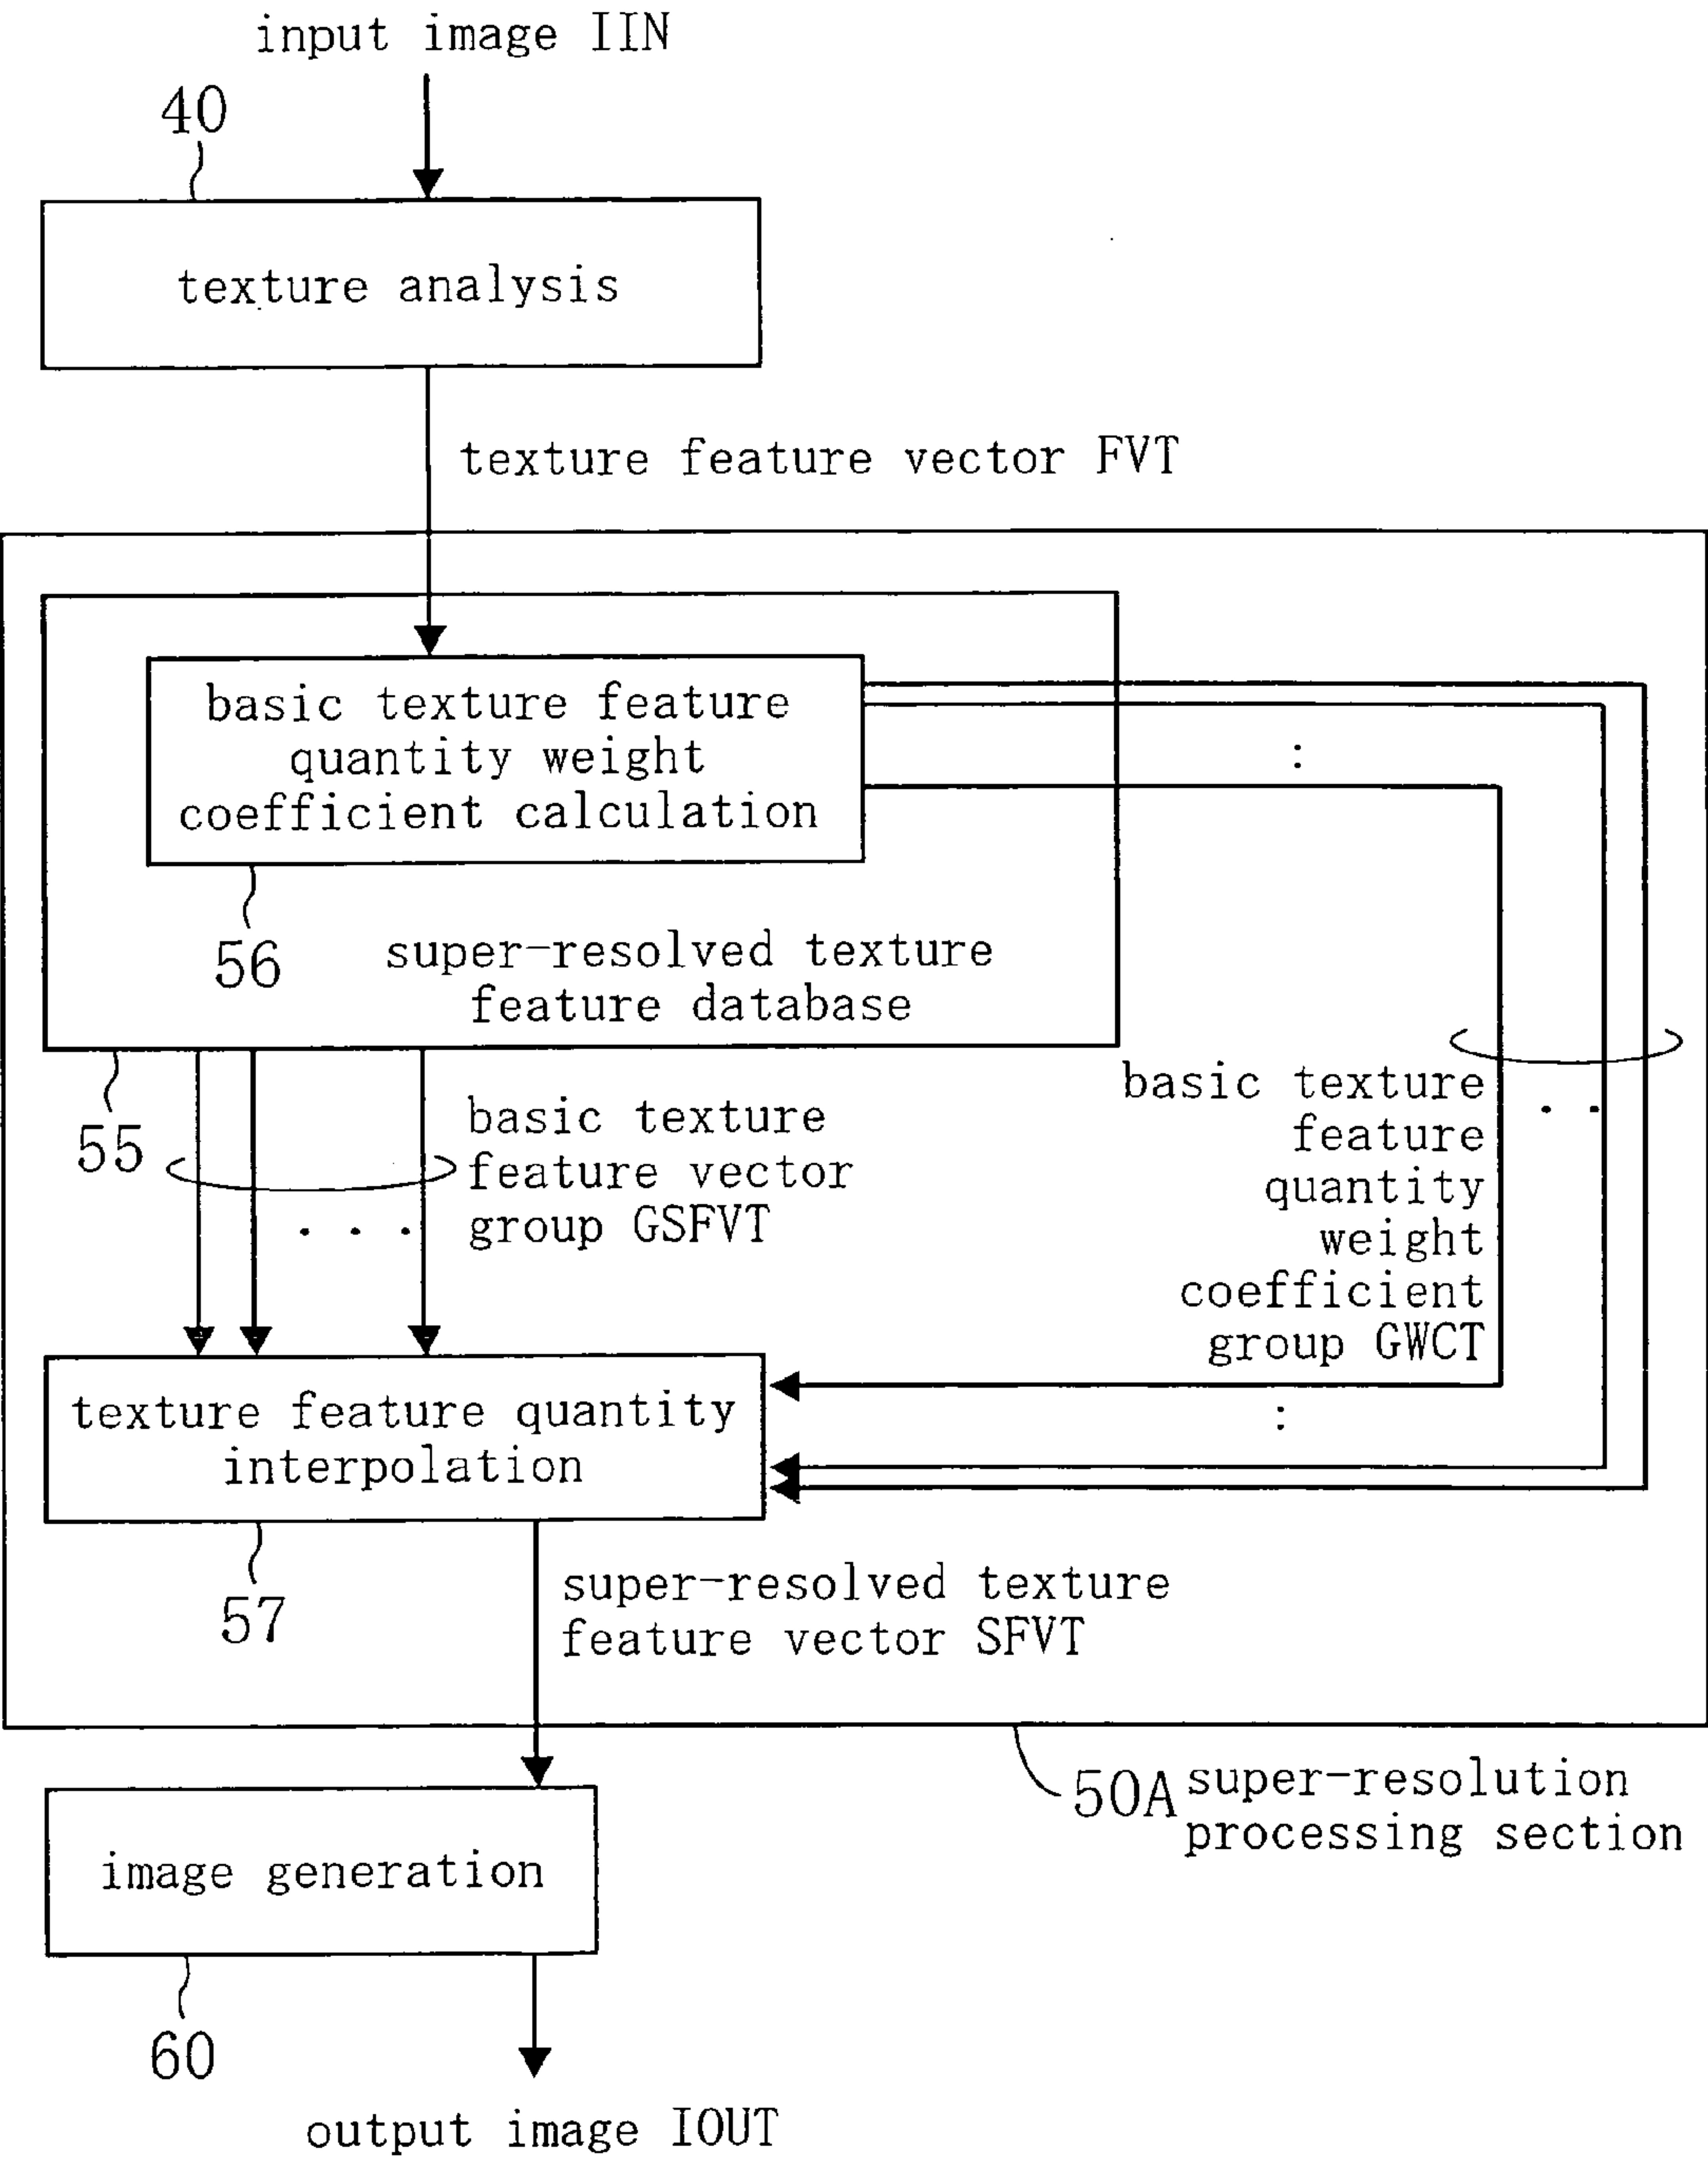 input image IIN
40
texture analysis
texture feature vector FVT
basic texture feature
quantity weight
coefficient calculation
56
super-resolved texture
feature database
55
basic texture
feature vector
group GSFVT
basic texture
feature
quantity
weight
coefficient
group GWCT
texture feature quantity
interpolation
57
super-resolved texture
feature vector SFVT
50A super-resolution
processing section
image generation
60
output image IOUT